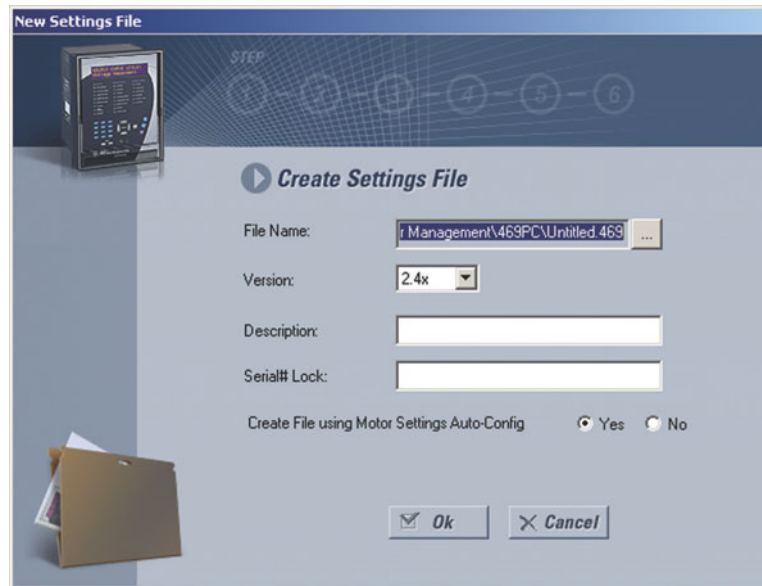 New Settings File
STEP
1 - 2 - 3 - 4 - 5 - 6
Create Settings File
File Name: r Management\469PC\Untitled.469 ...
Version: 2.4x
Description:
Serial# Lock:
Create File using Motor Settings Auto-Config Yes No
Ok Cancel